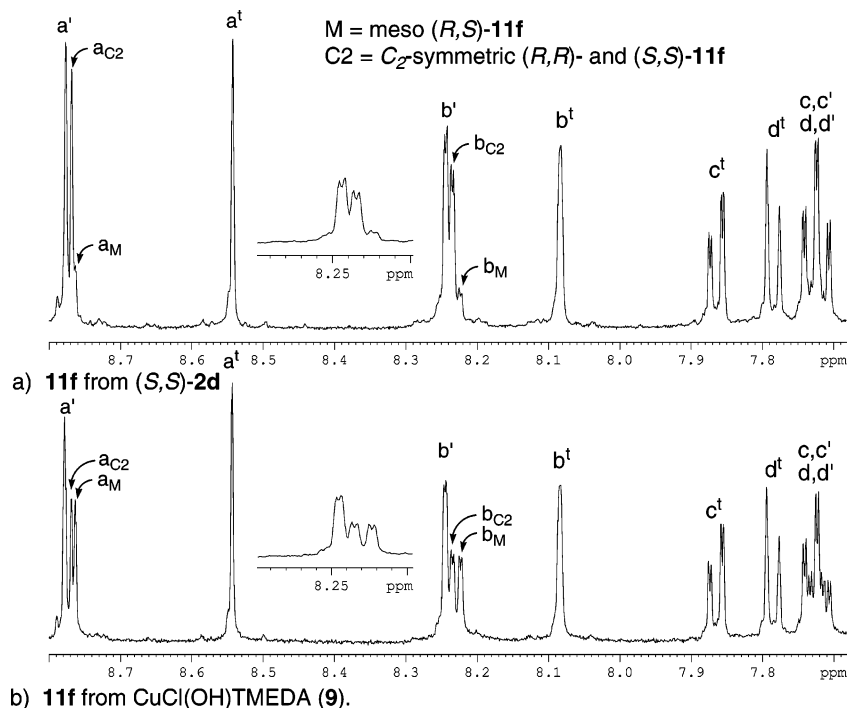 M = meso (R,S)-11f
C2 = C2-symmetric (R,R)- and (S,S)-11f
a'
aC2
aM
at
b'
bC2
bM
bt
ct
dt
c,c'
d,d'
8.25 ppm
8.7 8.6 8.5 8.4 8.3 8.2 8.1 8.0 7.9 7.8 ppm
a) 11f from (S,S)-2d
a'
aC2
aM
at
b'
bC2
bM
bt
ct
dt
c,c'
d,d'
8.25 ppm
8.7 8.6 8.5 8.4 8.3 8.2 8.1 8.0 7.9 7.8 ppm
b) 11f from CuCl(OH)TMEDA (9).